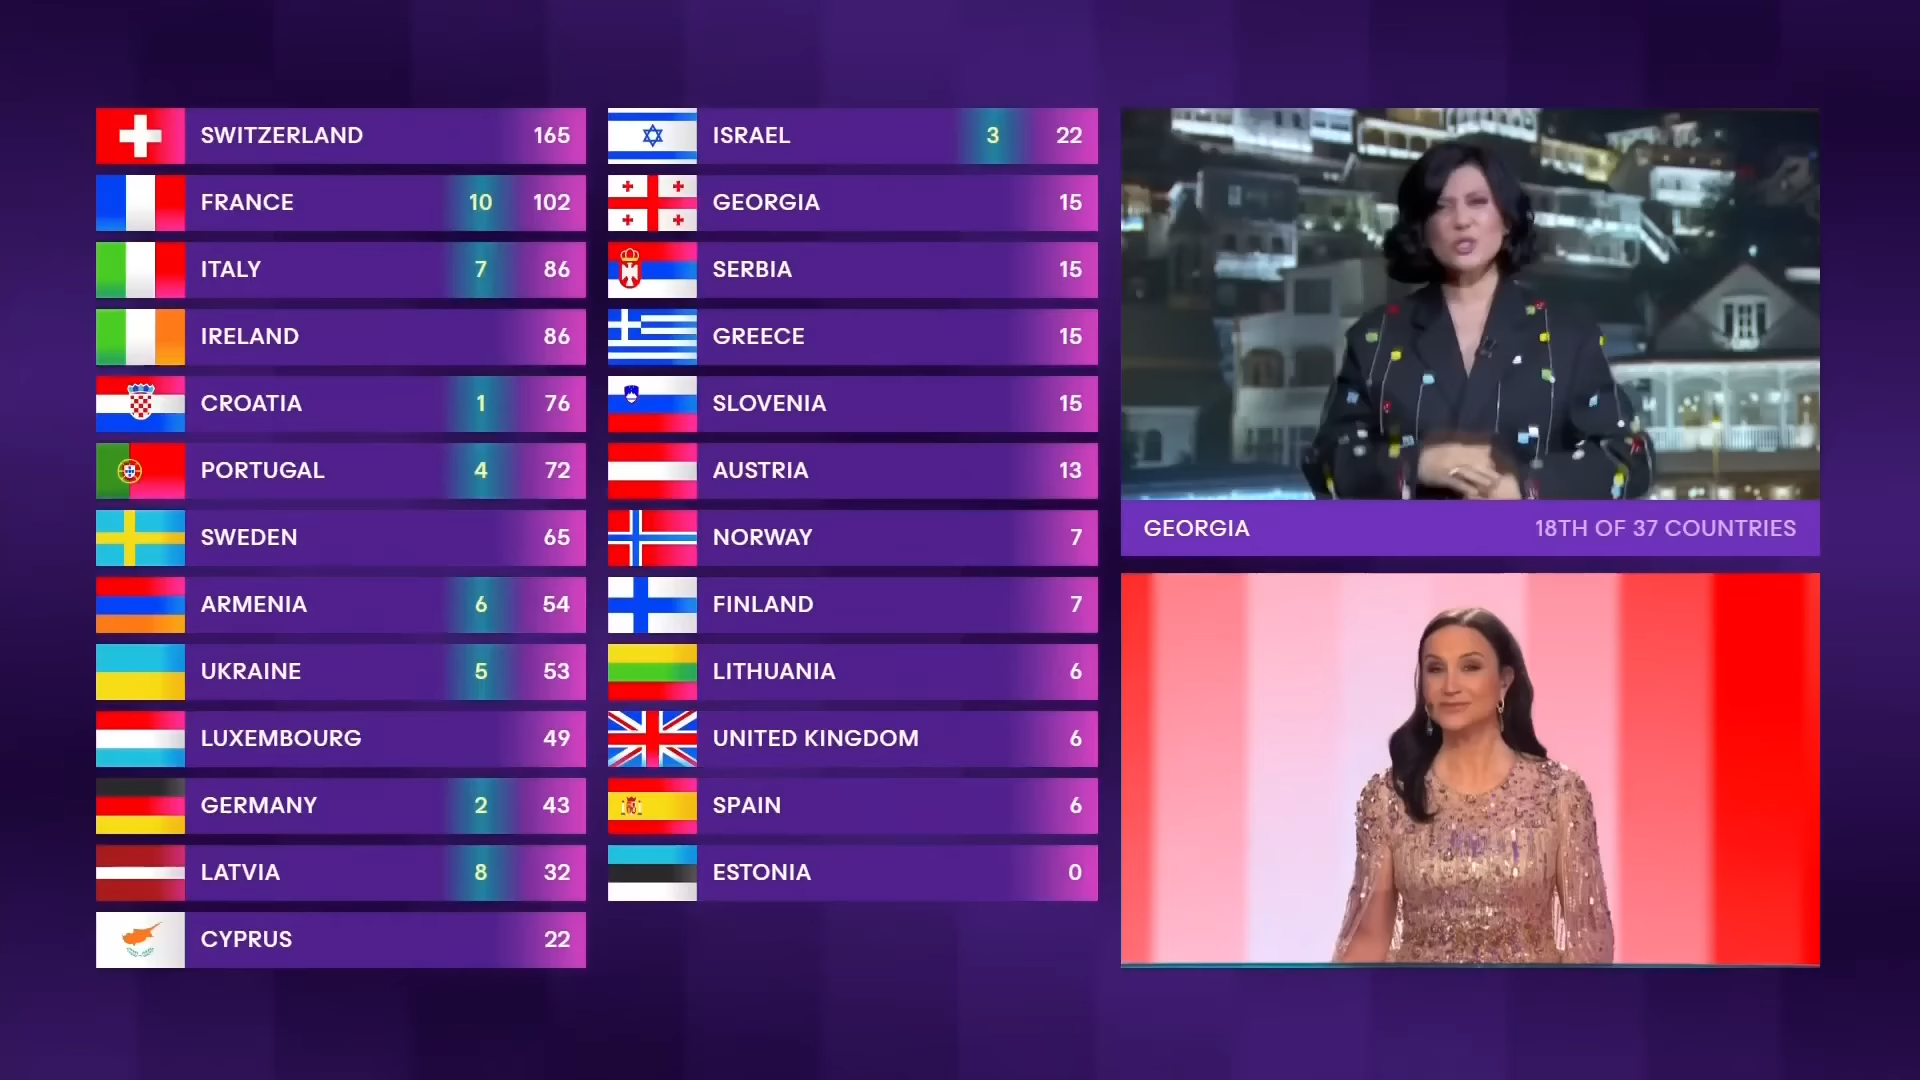 SWITZERLAND 165
FRANCE 10 102
ITALY 7 86
IRELAND 86
CROATIA 1 76
PORTUGAL 4 72
SWEDEN 65
ARMENIA 6 54
UKRAINE 5 53
LUXEMBOURG 49
GERMANY 2 43
LATVIA 8 32
CYPRUS 22
ISRAEL 3 22
GEORGIA 15
SERBIA 15
GREECE 15
SLOVENIA 15
AUSTRIA 13
NORWAY 7
FINLAND 7
LITHUANIA 6
UNITED KINGDOM 6
SPAIN 6
ESTONIA 0
GEORGIA 18TH OF 37 COUNTRIES